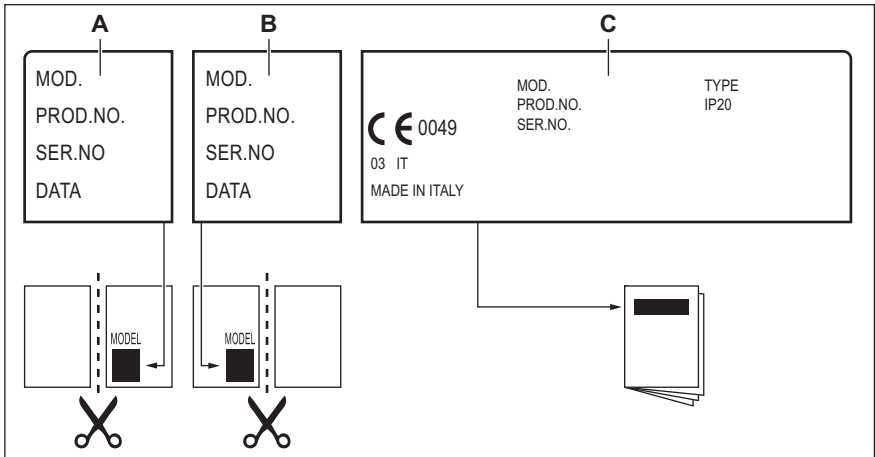 A
B
C
MOD.
PROD.NO.
SER.NO
DATA
MOD.
PROD.NO.
SER.NO
DATA
MOD.
PROD.NO.
SER.NO.
TYPE
IP20
CE 0049
03 IT
MADE IN ITALY
MODEL
MODEL